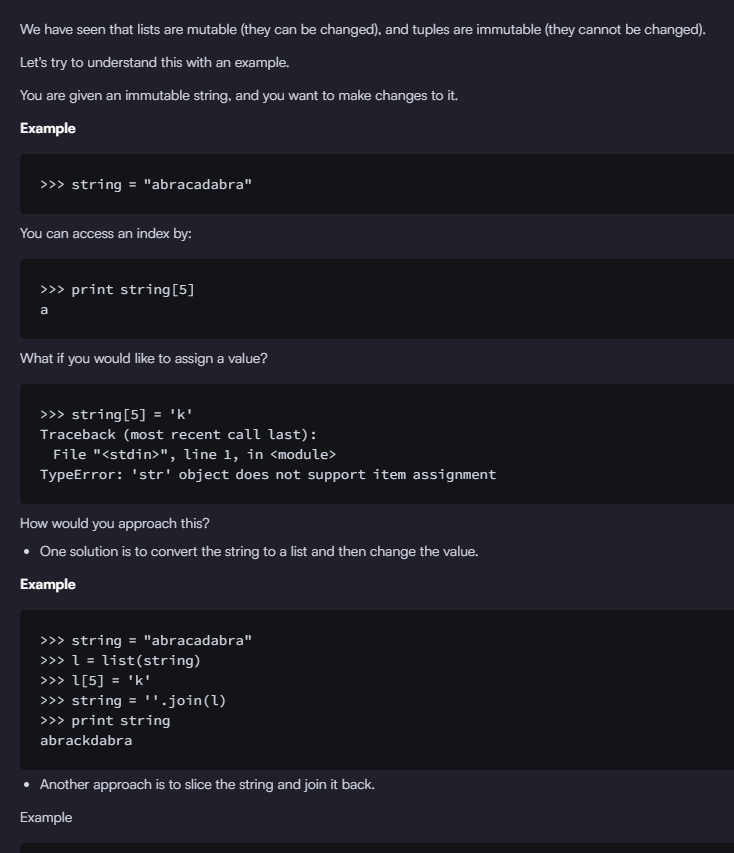 We have seen that lists are mutable (they can be changed), and tuples are immutable (they cannot be changed).
Let's try to understand this with an example.
You are given an immutable string, and you want to make changes to it.
Example
>>> string = "abracadabra"
You can access an index by:
>>> print string[5]
a
What if you would like to assign a value?
>>> string[5] = 'k'
Traceback (most recent call last):
  File "<stdin>", line 1, in <module>
TypeError: 'str' object does not support item assignment
How would you approach this?
• One solution is to convert the string to a list and then change the value.
Example
>>> string = "abracadabra"
>>> l = list(string)
>>> l[5] = 'k'
>>> string = ''.join(l)
>>> print string
abrackdabra
• Another approach is to slice the string and join it back.
Example